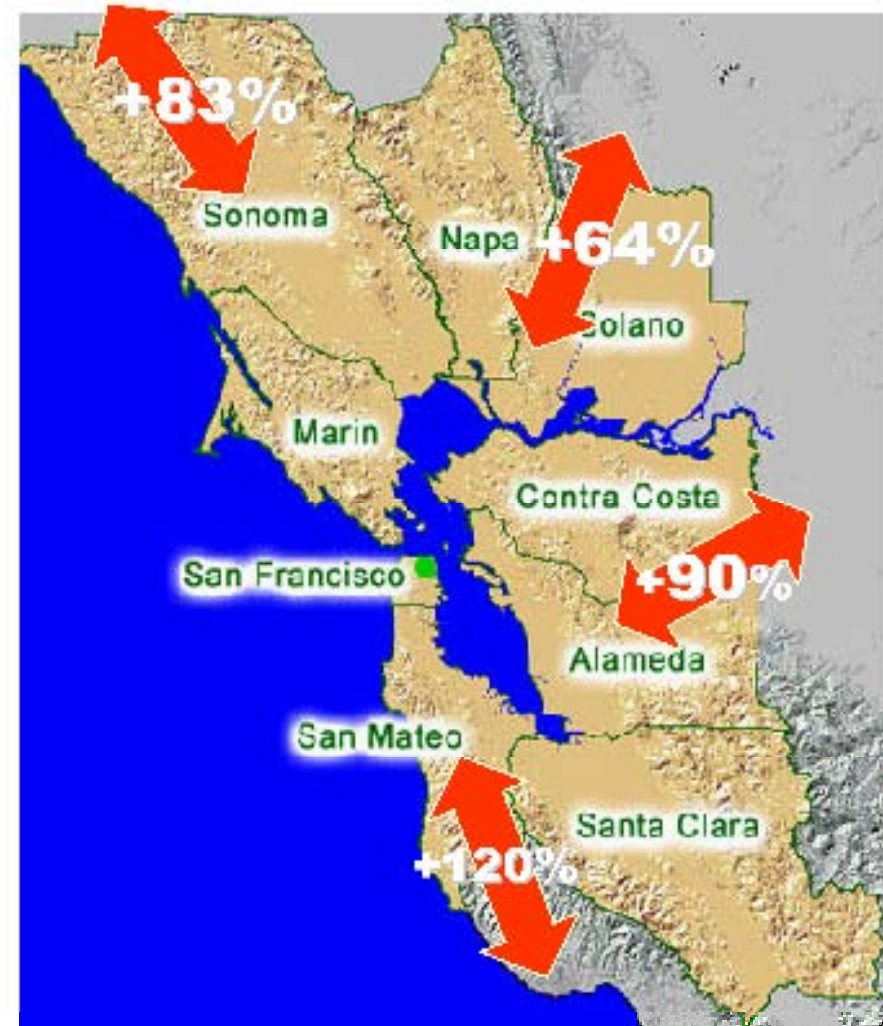 +83%
Sonoma
Napa
+64%
Solano
Marin
Contra Costa
San Francisco
+90%
Alameda
San Mateo
Santa Clara
+120%